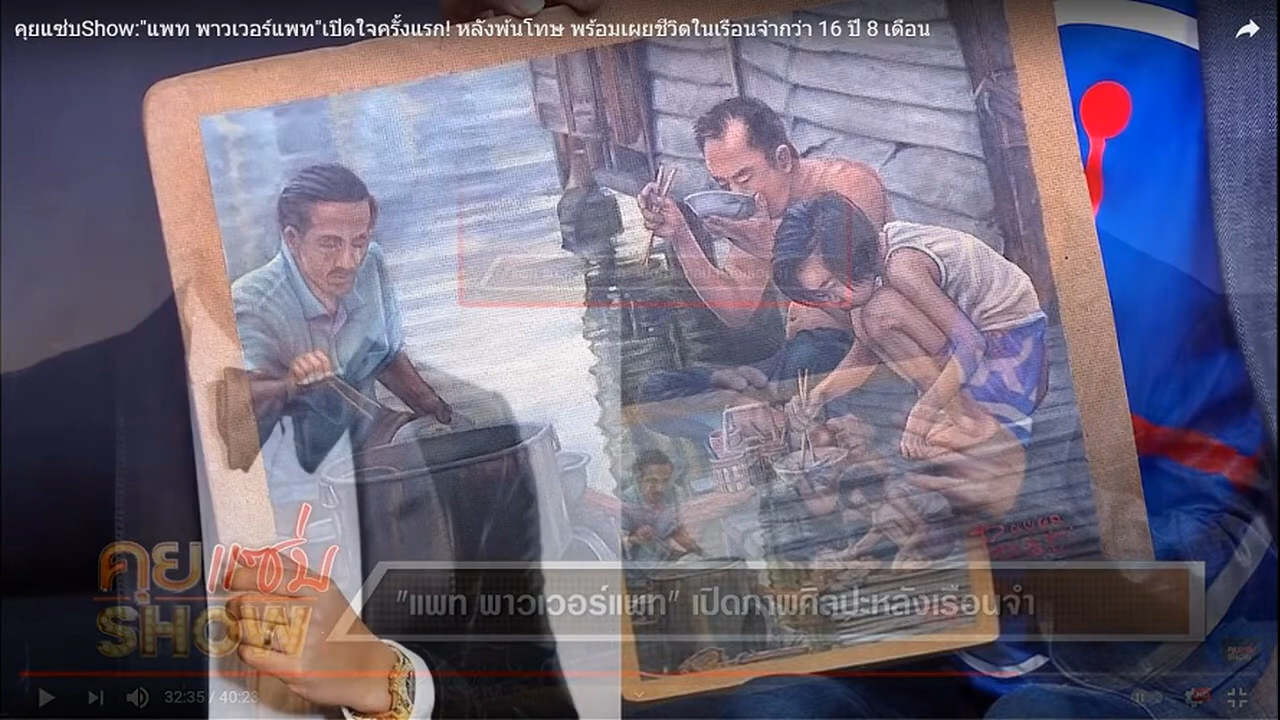 คุยแซ่บShow:"แพท พาวเวอร์แพท"เปิดใจครั้งแรก! หลังพ้นโทษ พร้อมเผยชีวิตในเรือนจำกว่า 16 ปี 8 เดือน
คุยแซ่บ
SHOW
"แพท พาวเวอร์แพท" เปิดภาพศิลปะหลังเรือนจำ
32:35 / 40:23